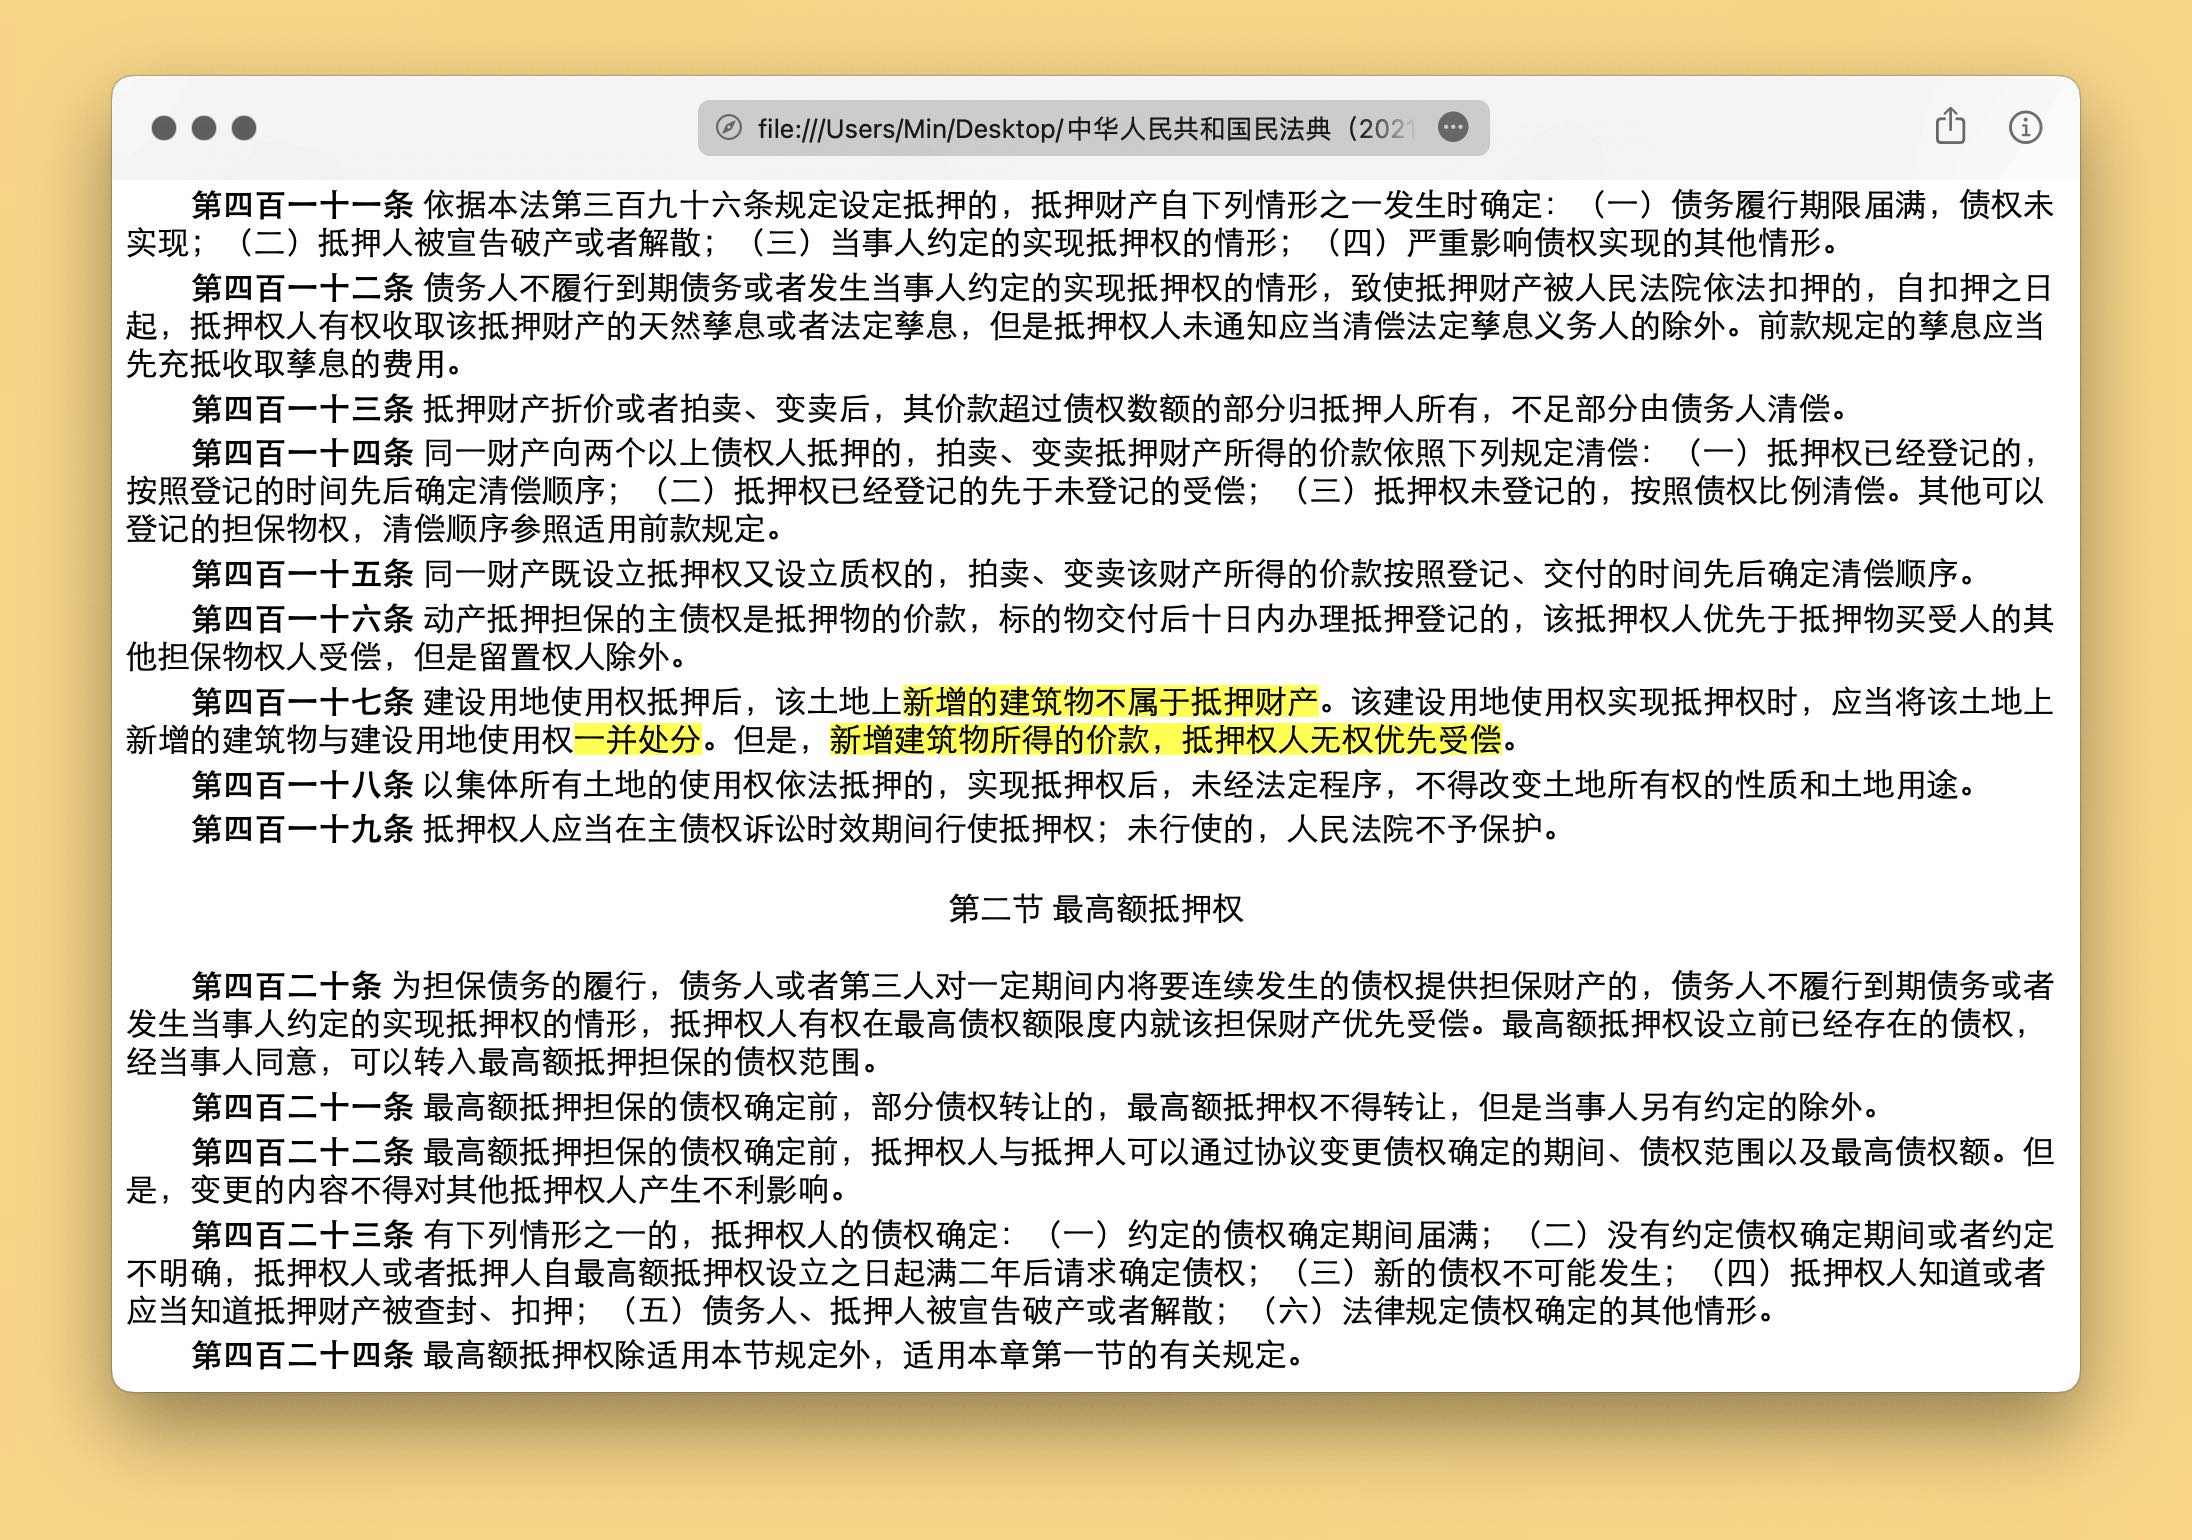 file:///Users/Min/Desktop/中华人民共和国民法典（2021
第四百一十一条 依据本法第三百九十六条规定设定抵押的，抵押财产自下列情形之一发生时确定：（一）债务履行期限届满，债权未
实现；（二）抵押人被宣告破产或者解散；（三）当事人约定的实现抵押权的情形；（四）严重影响债权实现的其他情形。
第四百一十二条 债务人不履行到期债务或者发生当事人约定的实现抵押权的情形，致使抵押财产被人民法院依法扣押的，自扣押之日
起，抵押权人有权收取该抵押财产的天然孳息或者法定孳息，但是抵押权人未通知应当清偿法定孳息义务人的除外。前款规定的孳息应当
先充抵收取孳息的费用。
第四百一十三条 抵押财产折价或者拍卖、变卖后，其价款超过债权数额的部分归抵押人所有，不足部分由债务人清偿。
第四百一十四条 同一财产向两个以上债权人抵押的，拍卖、变卖抵押财产所得的价款依照下列规定清偿：（一）抵押权已经登记的，
按照登记的时间先后确定清偿顺序；（二）抵押权已经登记的先于未登记的受偿；（三）抵押权未登记的，按照债权比例清偿。其他可以
登记的担保物权，清偿顺序参照适用前款规定。
第四百一十五条 同一财产既设立抵押权又设立质权的，拍卖、变卖该财产所得的价款按照登记、交付的时间先后确定清偿顺序。
第四百一十六条 动产抵押担保的主债权是抵押物的价款，标的物交付后十日内办理抵押登记的，该抵押权人优先于抵押物买受人的其
他担保物权人受偿，但是留置权人除外。
第四百一十七条 建设用地使用权抵押后，该土地上新增的建筑物不属于抵押财产。该建设用地使用权实现抵押权时，应当将该土地上
新增的建筑物与建设用地使用权一并处分。但是，新增建筑物所得的价款，抵押权人无权优先受偿。
第四百一十八条 以集体所有土地的使用权依法抵押的，实现抵押权后，未经法定程序，不得改变土地所有权的性质和土地用途。
第四百一十九条 抵押权人应当在主债权诉讼时效期间行使抵押权；未行使的，人民法院不予保护。
第二节 最高额抵押权
第四百二十条 为担保债务的履行，债务人或者第三人对一定期间内将要连续发生的债权提供担保财产的，债务人不履行到期债务或者
发生当事人约定的实现抵押权的情形，抵押权人有权在最高债权额限度内就该担保财产优先受偿。最高额抵押权设立前已经存在的债权，
经当事人同意，可以转入最高额抵押担保的债权范围。
第四百二十一条 最高额抵押担保的债权确定前，部分债权转让的，最高额抵押权不得转让，但是当事人另有约定的除外。
第四百二十二条 最高额抵押担保的债权确定前，抵押权人与抵押人可以通过协议变更债权确定的期间、债权范围以及最高债权额。但
是，变更的内容不得对其他抵押权人产生不利影响。
第四百二十三条 有下列情形之一的，抵押权人的债权确定：（一）约定的债权确定期间届满；（二）没有约定债权确定期间或者约定
不明确，抵押权人或者抵押人自最高额抵押权设立之日起满二年后请求确定债权；（三）新的债权不可能发生；（四）抵押权人知道或者
应当知道抵押财产被查封、扣押；（五）债务人、抵押人被宣告破产或者解散；（六）法律规定债权确定的其他情形。
第四百二十四条 最高额抵押权除适用本节规定外，适用本章第一节的有关规定。